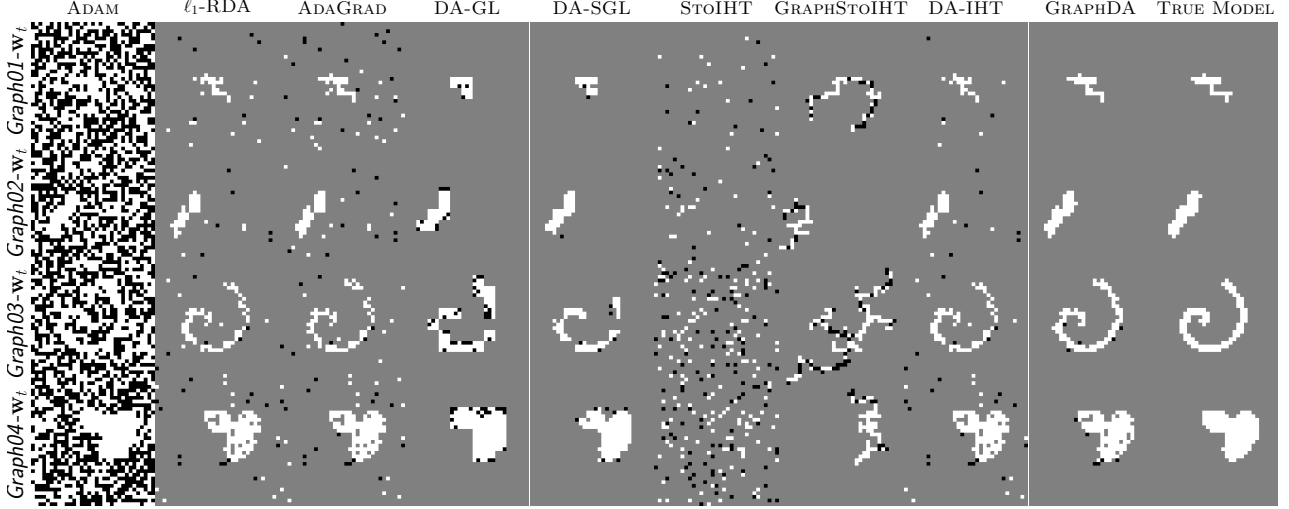 ADAM ℓ₁-RDA ADAGRAD DA-GL DA-SGL STOIHT GRAPHSTOIHT DA-IHT GRAPHDA TRUE MODEL
Graph01-wₜ
Graph02-wₜ
Graph03-wₜ
Graph04-wₜ